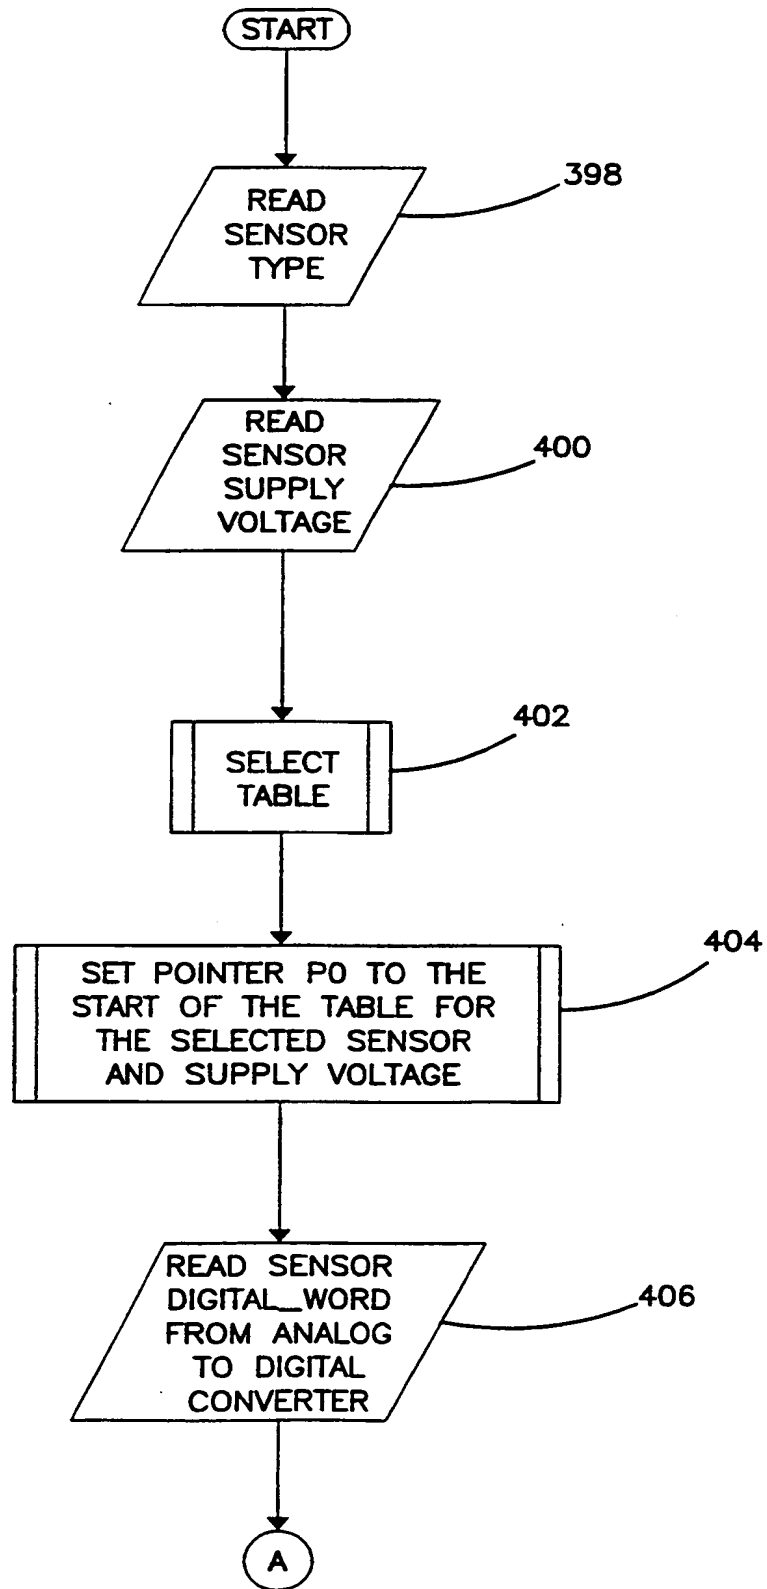 START
READ
SENSOR
TYPE
398
READ
SENSOR
SUPPLY
VOLTAGE
400
SELECT
TABLE
402
SET POINTER P0 TO THE
START OF THE TABLE FOR
THE SELECTED SENSOR
AND SUPPLY VOLTAGE
404
READ SENSOR
DIGITAL_WORD
FROM ANALOG
TO DIGITAL
CONVERTER
406
A